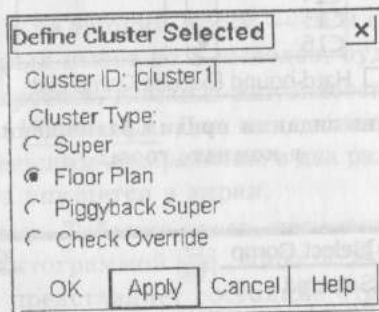 Define Cluster Selected
Cluster ID: cluster1
Cluster Type:
Super
Floor Plan
Piggyback Super
Check Override
OK Apply Cancel Help